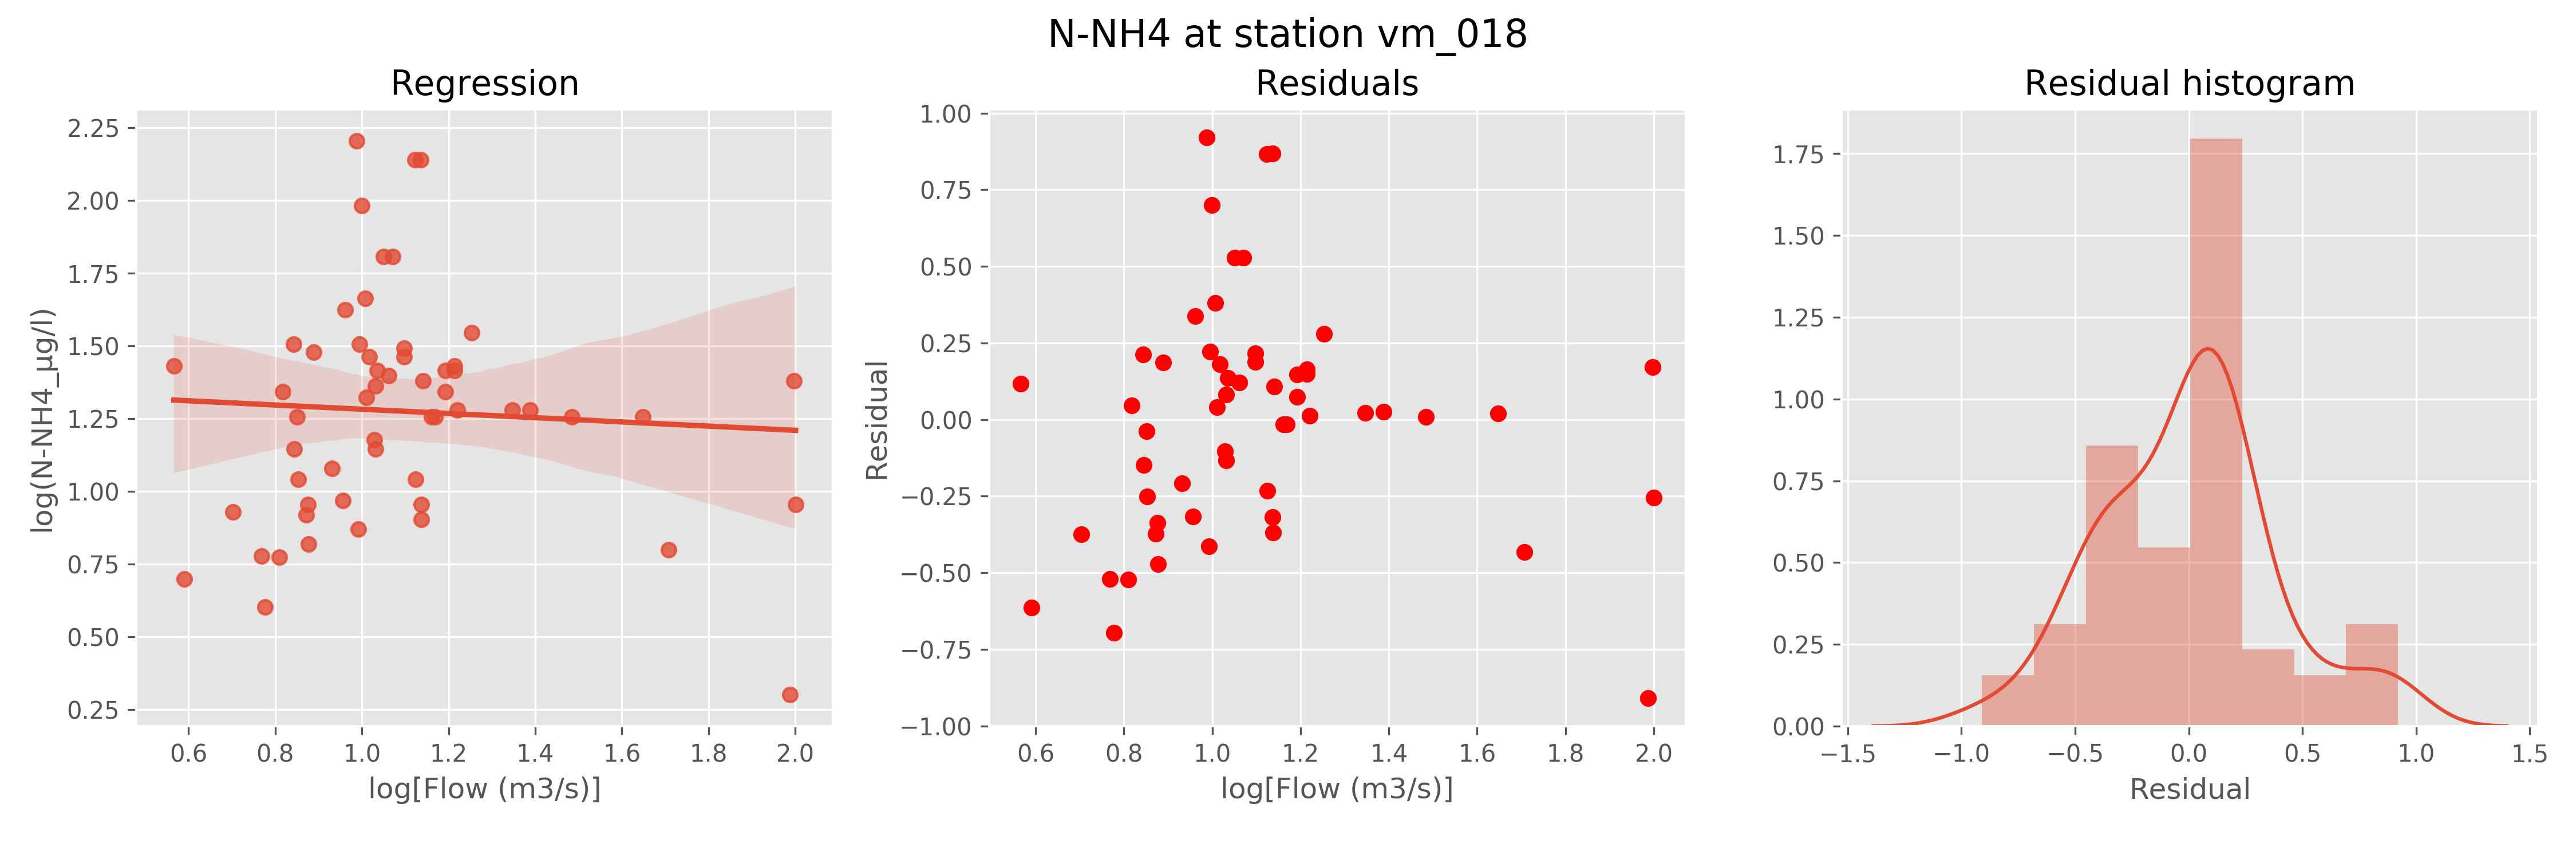 N-NH4 at station vm_018
Regression
2.25
2.00
1.75
1.50
1.25
1.00
0.75
0.50
0.25
log(N-NH4_µg/l)
0.6 0.8 1.0 1.2 1.4 1.6 1.8 2.0
log[Flow (m3/s)]
Residuals
1.00
0.75
0.50
0.25
0.00
−0.25
−0.50
−0.75
−1.00
Residual
0.6 0.8 1.0 1.2 1.4 1.6 1.8 2.0
log[Flow (m3/s)]
Residual histogram
1.75
1.50
1.25
1.00
0.75
0.50
0.25
0.00
−1.5 −1.0 −0.5 0.0 0.5 1.0 1.5
Residual